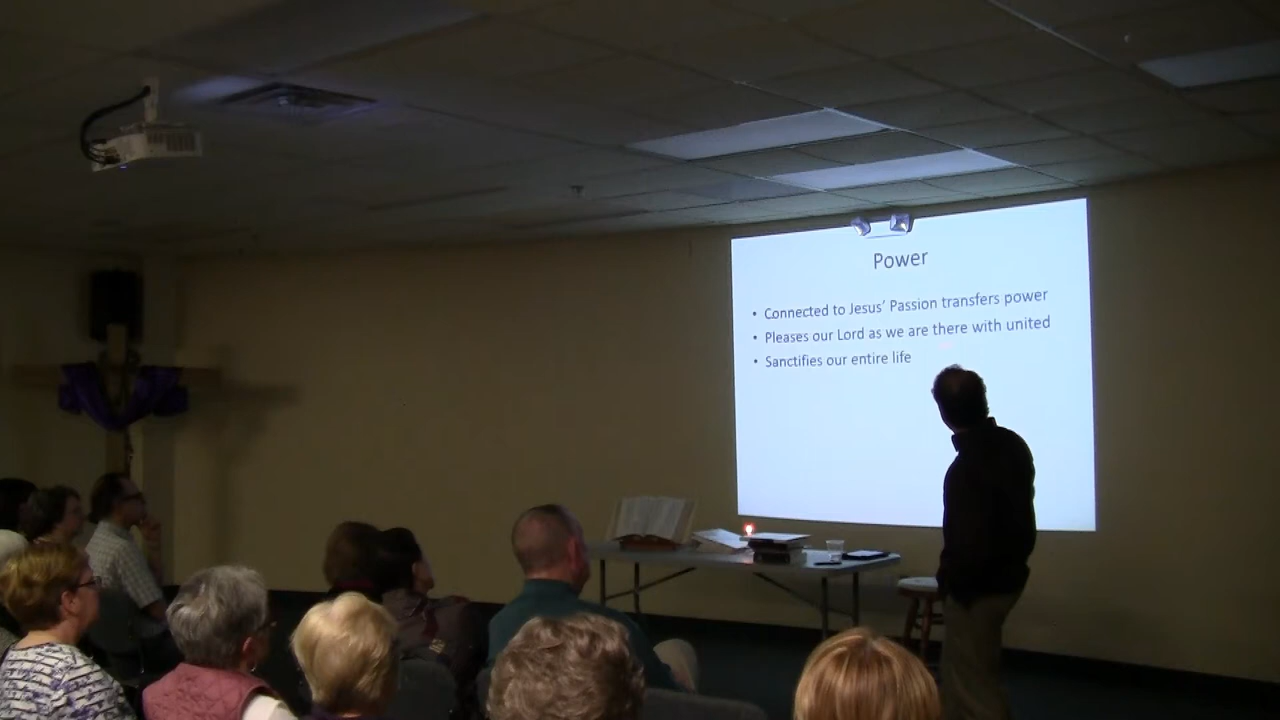 Power
• Connected to Jesus' Passion transfers power
• Pleases our Lord as we are there with united
• Sanctifies our entire life